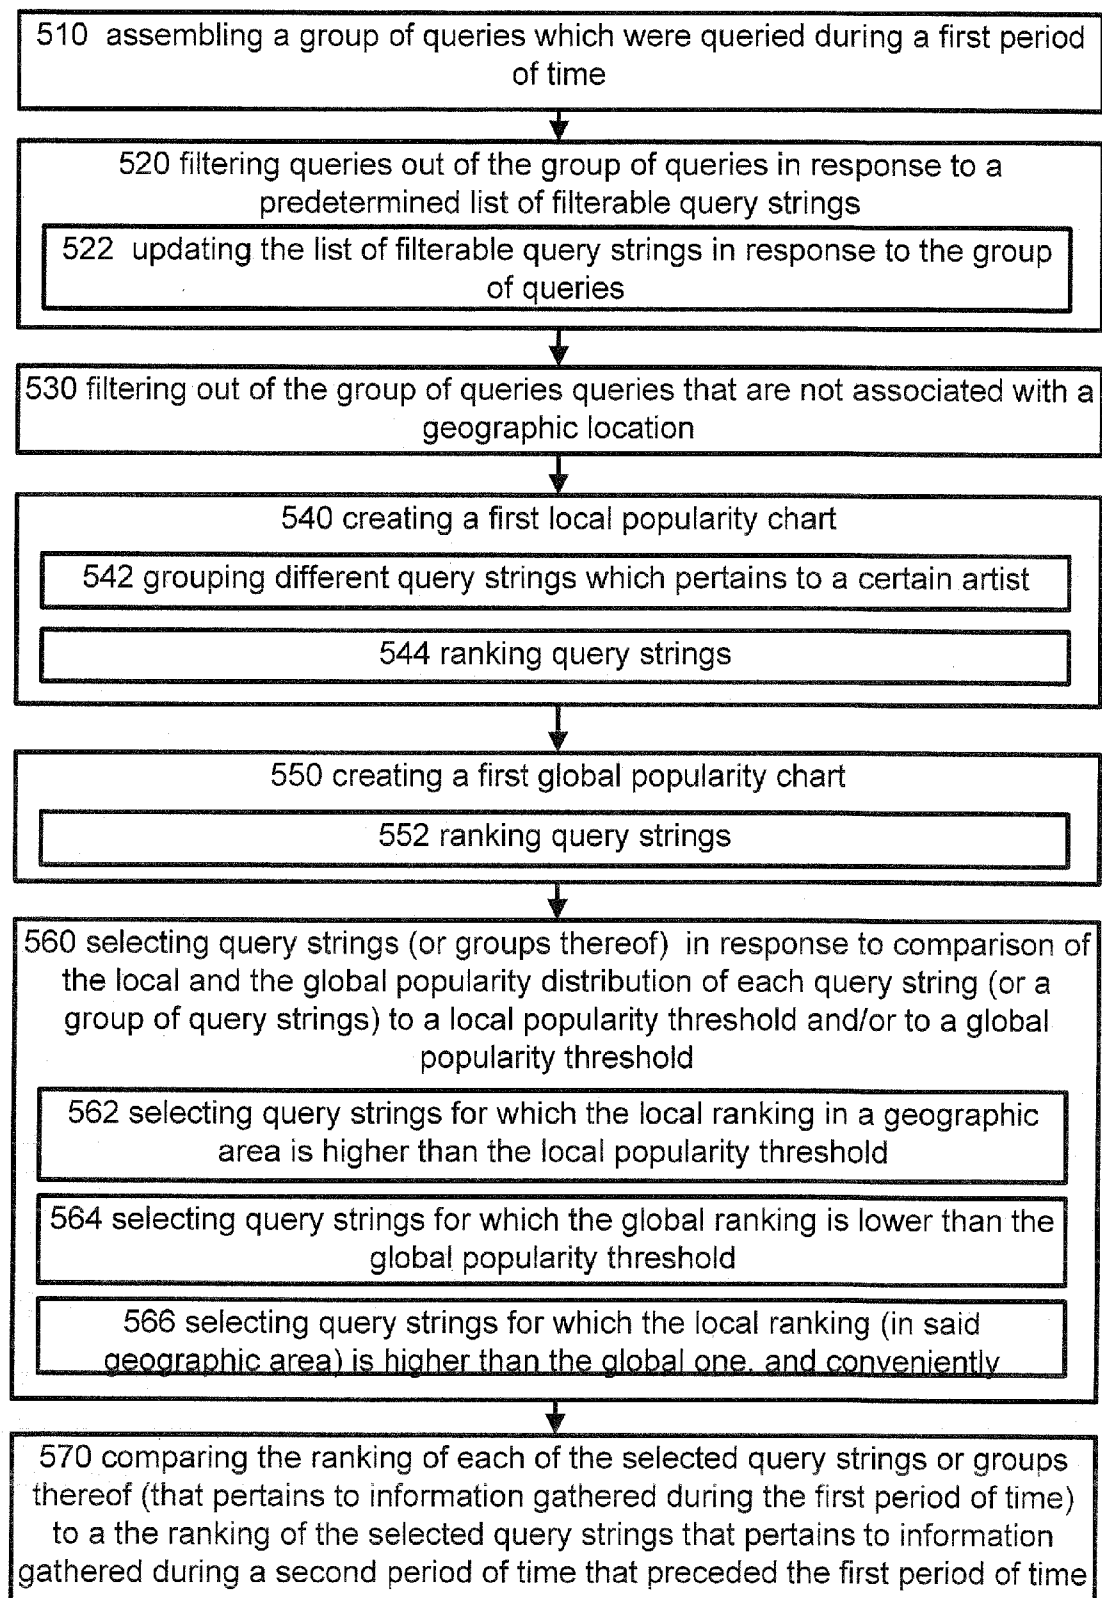 510 assembling a group of queries which were queried during a first period
of time
520 filtering queries out of the group of queries in response to a
predetermined list of filterable query strings
522 updating the list of filterable query strings in response to the group
of queries
530 filtering out of the group of queries queries that are not associated with a
geographic location
540 creating a first local popularity chart
542 grouping different query strings which pertains to a certain artist
544 ranking query strings
550 creating a first global popularity chart
552 ranking query strings
560 selecting query strings (or groups thereof) in response to comparison of
the local and the global popularity distribution of each query string (or a
group of query strings) to a local popularity threshold and/or to a global
popularity threshold
562 selecting query strings for which the local ranking in a geographic
area is higher than the local popularity threshold
564 selecting query strings for which the global ranking is lower than the
global popularity threshold
566 selecting query strings for which the local ranking (in said
geographic area) is higher than the global one, and conveniently
570 comparing the ranking of each of the selected query strings or groups
thereof (that pertains to information gathered during the first period of time)
to a the ranking of the selected query strings that pertains to information
gathered during a second period of time that preceded the first period of time